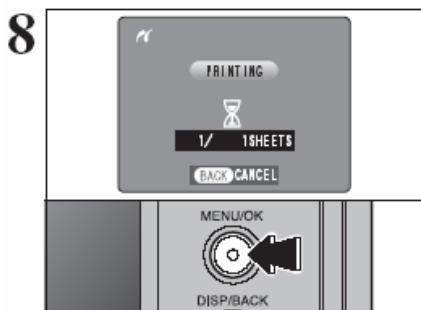 8
PRINTING
1/ 1SHEETS
BACK CANCEL
MENU/OK
DISP/BACK